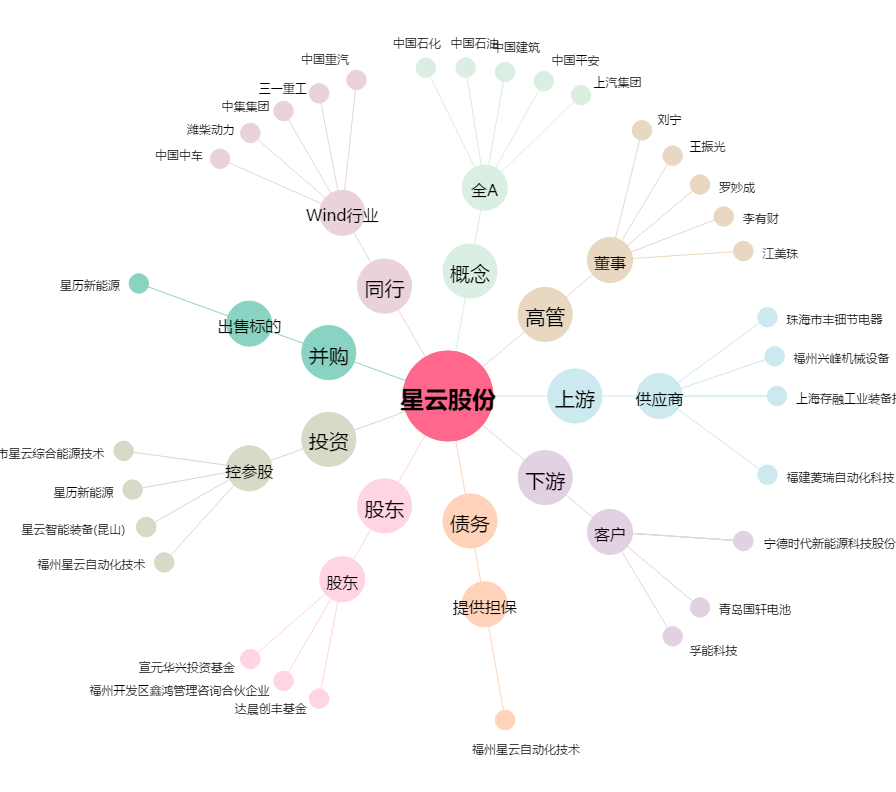 中国石化
中国石油
中国建筑
中国重汽
中国平安
三一重工
上汽集团
中集集团
刘宁
潍柴动力
王振光
中国中车
罗妙成
全A
Wind行业
李有财
江美珠
董事
概念
星历新能源
同行
高管
珠海市丰钿节电器
出售标的
并购
福州兴峰机械设备
星云股份
上游
供应商
上海存融工业装备
投资
市星云综合能源技术
控参股
福建菱瑞自动化科技
下游
星历新能源
股东
债务
星云智能装备(昆山)
客户
宁德时代新能源科技股份
福州星云自动化技术
股东
提供担保
青岛国轩电池
孚能科技
宣元华兴投资基金
福州开发区鑫鸿管理咨询合伙企业
达晨创丰基金
福州星云自动化技术